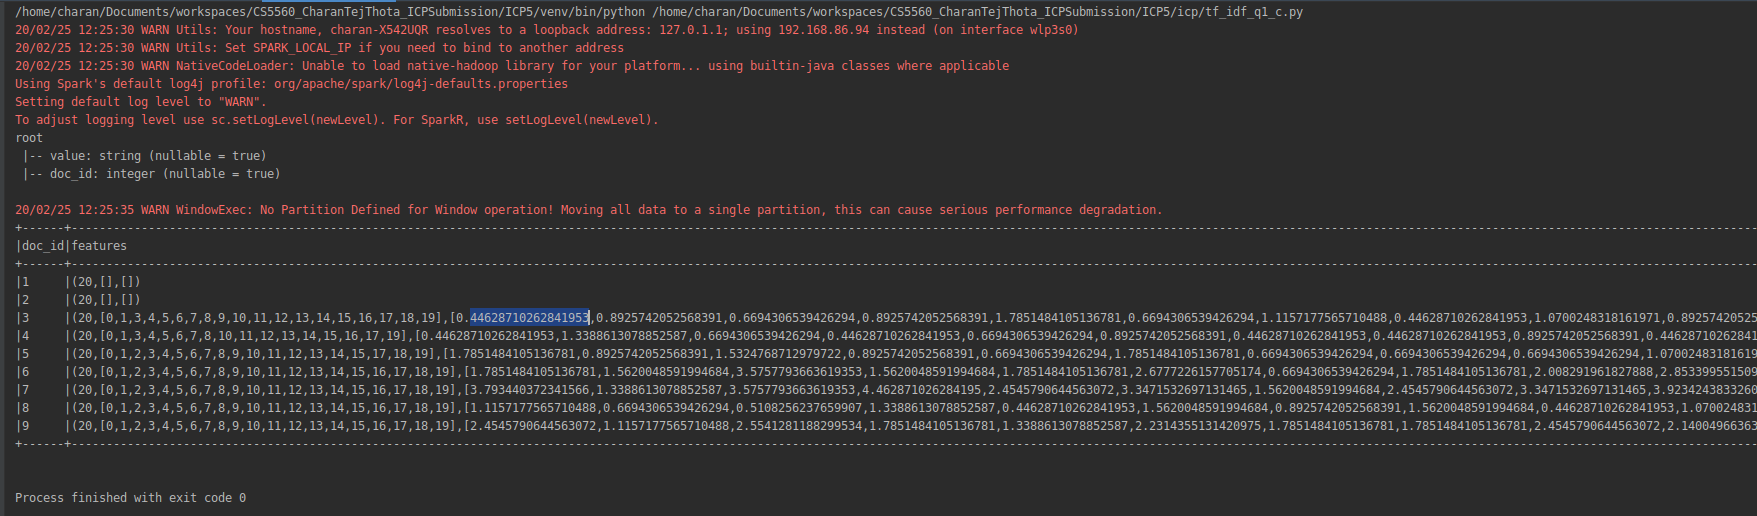 /home/charan/Documents/workspaces/CS5560_CharanTejThota_ICPSubmission/ICP5/venv/bin/python /home/charan/Documents/workspaces/CS5560_CharanTejThota_ICPSubmission/ICP5/icp/tf_idf_q1_c.py
20/02/25 12:25:30 WARN Utils: Your hostname, charan-X542UQR resolves to a loopback address: 127.0.1.1; using 192.168.86.94 instead (on interface wlp3s0)
20/02/25 12:25:30 WARN Utils: Set SPARK_LOCAL_IP if you need to bind to another address
20/02/25 12:25:30 WARN NativeCodeLoader: Unable to load native-hadoop library for your platform... using builtin-java classes where applicable
Using Spark's default log4j profile: org/apache/spark/log4j-defaults.properties
Setting default log level to "WARN".
To adjust logging level use sc.setLogLevel(newLevel). For SparkR, use setLogLevel(newLevel).
root
 |-- value: string (nullable = true)
 |-- doc_id: integer (nullable = true)
20/02/25 12:25:35 WARN WindowExec: No Partition Defined for Window operation! Moving all data to a single partition, this can cause serious performance degradation.
|doc_id|features
|1     |(20,[],[])
|2     |(20,[],[])
|3     |(20,[0,1,3,4,5,6,7,8,9,10,11,12,13,14,15,16,17,18,19],[0.44628710262841953,0.8925742052568391,0.6694306539426294,0.8925742052568391,1.7851484105136781,0.6694306539426294,1.1157177565710488,0.44628710262841953,1.0700248318161971,0.89257420525
|4     |(20,[0,1,2,3,4,5,6,8,10,11,12,13,14,15,16,17,19],[0.44628710262841953,1.3388613078852587,0.6694306539426294,0.44628710262841953,0.6694306539426294,0.8925742052568391,0.44628710262841953,0.44628710262841953,0.8925742052568391,0.446287102628 41
|5     |(20,[0,1,2,3,4,5,6,7,8,9,10,11,12,13,14,15,17,18,19],[1.7851484105136781,0.8925742052568391,1.5324768712979722,0.8925742052568391,0.6694306539426294,1.7851484105136781,0.6694306539426294,0.6694306539426294,0.6694306539426294,1.07002483181619
|6     |(20,[0,1,2,3,4,5,6,7,8,9,10,11,12,13,14,15,16,17,18,19],[1.7851484105136781,1.5620048591994684,3.5757793663619353,1.5620048591994684,1.7851484105136781,2.6777226157705174,0.6694306539426294,1.7851484105136781,2.008291961827888,2.853399551509
|7     |(20,[0,1,2,3,4,5,6,7,8,9,10,11,12,13,14,15,16,17,18,19],[3.793440372341566,1.3388613078852587,3.5757793663619353,4.462871026284195,2.4545790644563072,3.3471532697131465,1.5620048591994684,2.4545790644563072,3.3471532697131465,3.9234243833260
|8     |(20,[0,1,2,3,4,5,6,7,8,9,10,11,12,13,14,15,16,17,18,19],[1.1157177565710488,0.6694306539426294,0.5108256237659907,1.3388613078852587,0.44628710262841953,1.5620048591994684,0.8925742052568391,1.5620048591994684,0.44628710262841953,1.070024831
|9     |(20,[0,1,2,3,4,5,6,7,8,9,10,11,12,13,14,15,16,17,18,19],[2.4545790644563072,1.1157177565710488,2.5541281188299534,1.7851484105136781,1.3388613078852587,2.2314355131420975,1.7851484105136781,1.7851484105136781,2.4545790644563072,2.14004966363
Process finished with exit code 0